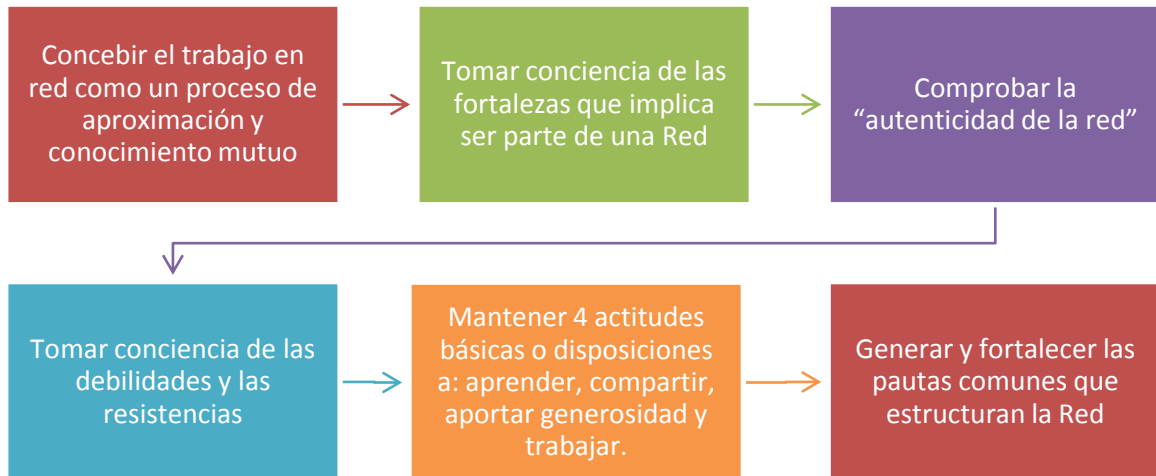 Concebir el trabajo en
red como un proceso de
aproximación y
conocimiento mutuo
Tomar conciencia de las
fortalezas que implica
ser parte de una Red
Comprobar la
“autenticidad de la red”
Tomar conciencia de las
debilidades y las
resistencias
Mantener 4 actitudes
básicas o disposiciones
a: aprender, compartir,
aportar generosidad y
trabajar.
Generar y fortalecer las
pautas comunes que
estructuran la Red